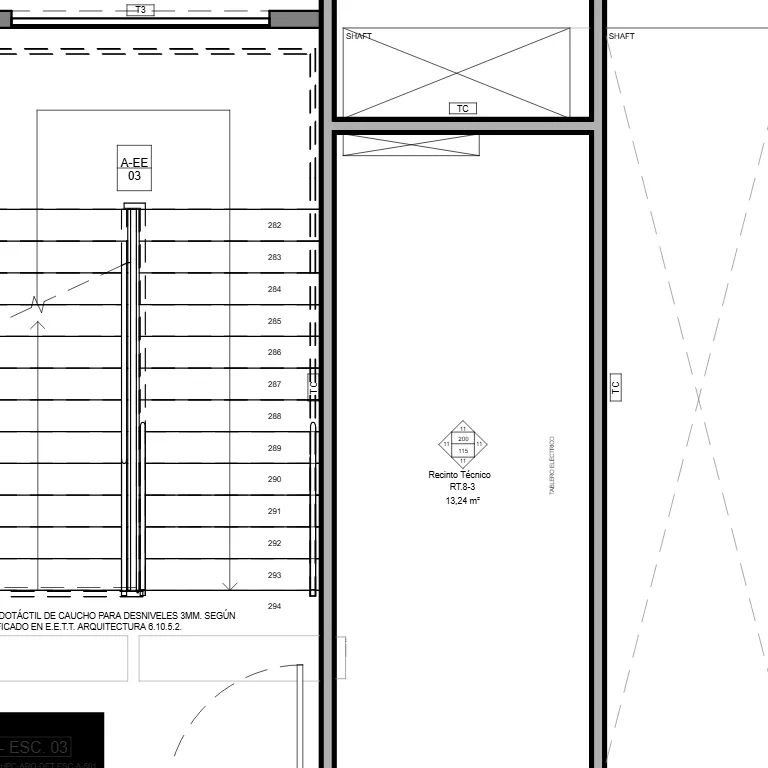 T3
SHAFT
SHAFT
TC
A-EE
03
282
283
284
285
286
287
288
289
290
291
292
293
294
TC
TC
11
200
11
11
115
11
Recinto Técnico
RT.8-3
13,24 m²
TABLERO ELÉCTRICO
DOTÁCTIL DE CAUCHO PARA DESNIVELES 3MM. SEGÚN
FICADO EN E.E.T.T. ARQUITECTURA 6.10.5.2.
- ESC. 03